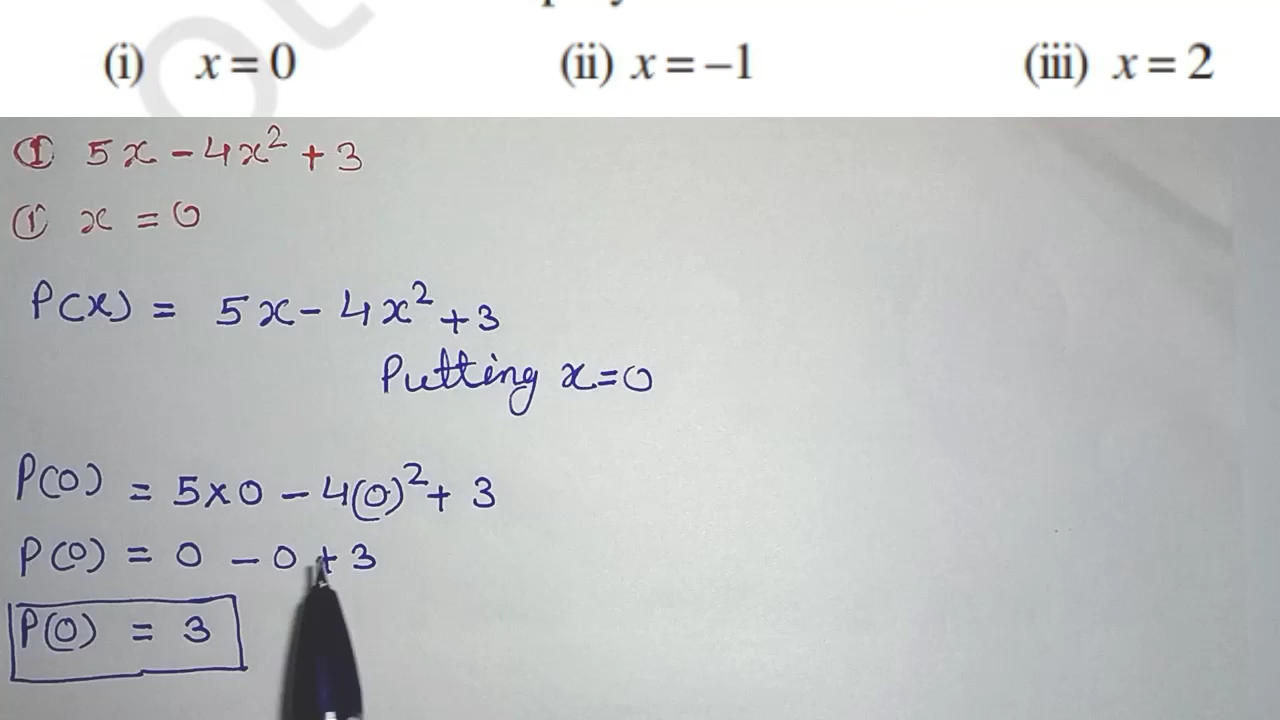 (i) x = 0 (ii) x = –1 (iii) x = 2
① 5x - 4x² + 3
① x = 0
P(x) = 5x - 4x² + 3
Putting x=0
P(0) = 5×0 - 4(0)² + 3
P(0) = 0 - 0 + 3
P(0) = 3